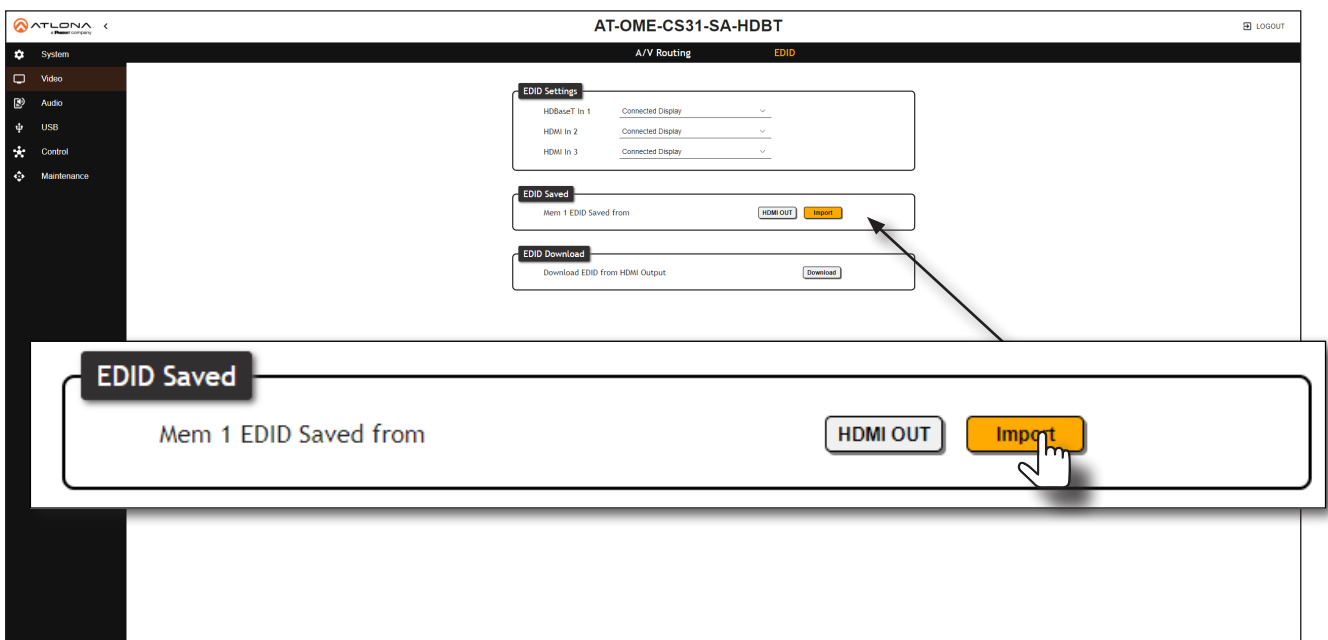 ATLONA
a Panduit company
AT-OME-CS31-SA-HDBT
LOGOUT
System
A/V Routing
EDID
Video
Audio
USB
Control
Maintenance
EDID Settings
HDBaseT In 1
Connected Display
HDMI In 2
Connected Display
HDMI In 3
Connected Display
EDID Saved
Mem 1 EDID Saved from
HDMI OUT
Import
EDID Download
Download EDID from HDMI Output
Download
EDID Saved
Mem 1 EDID Saved from
HDMI OUT
Import